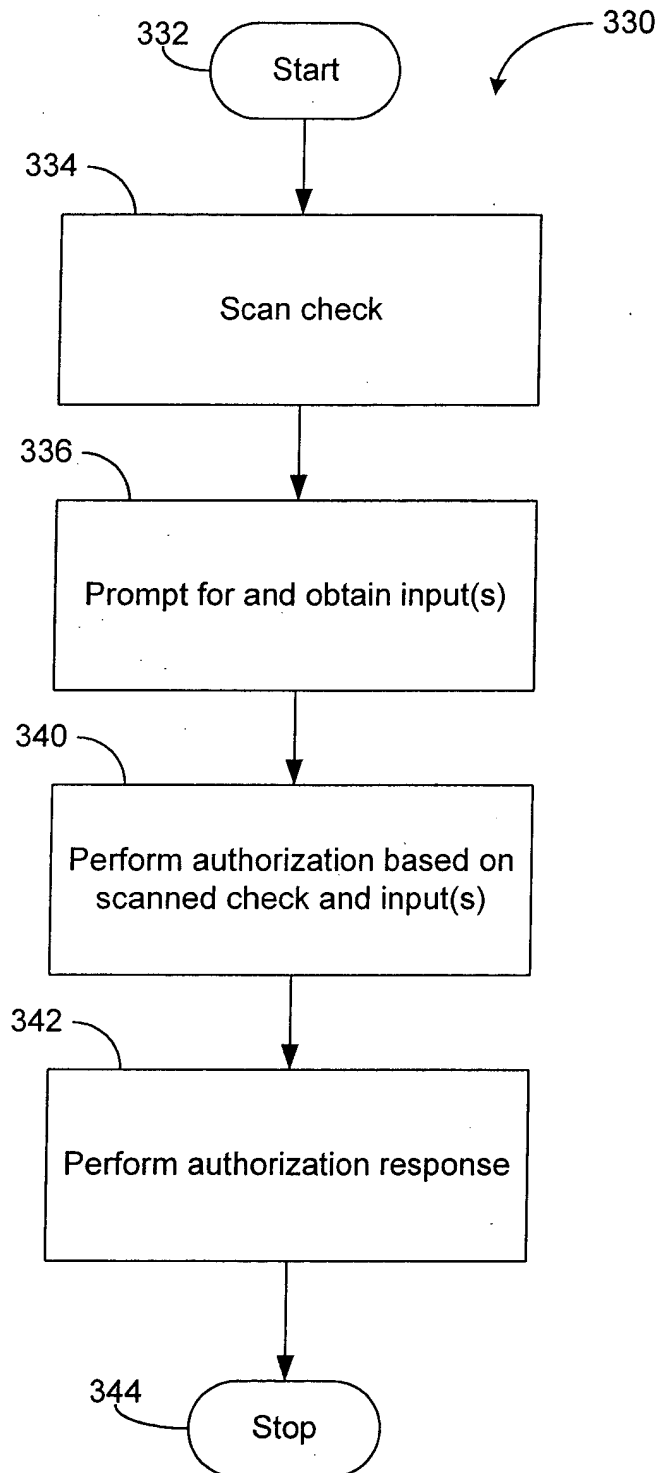 330
332
Start
334
Scan check
336
Prompt for and obtain input(s)
340
Perform authorization based on
scanned check and input(s)
342
Perform authorization response
344
Stop